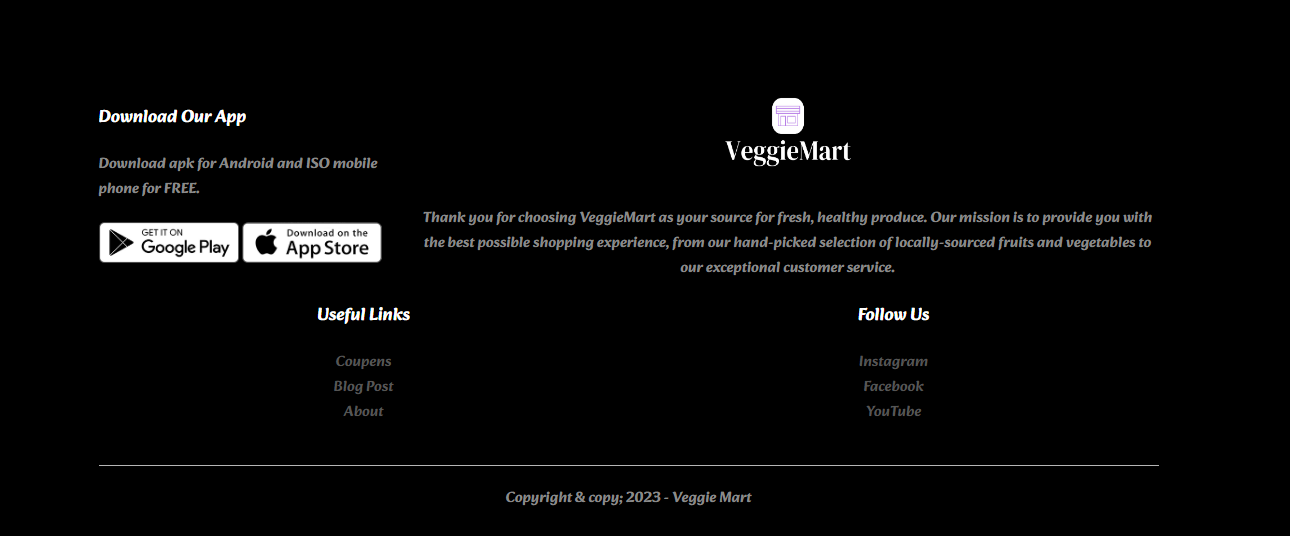 Download Our App
Download apk for Android and ISO mobile
phone for FREE.
GET IT ON
Google Play
Download on the
App Store
VeggieMart
Thank you for choosing VeggieMart as your source for fresh, healthy produce. Our mission is to provide you with
the best possible shopping experience, from our hand-picked selection of locally-sourced fruits and vegetables to
our exceptional customer service.
Useful Links
Coupens
Blog Post
About
Follow Us
Instagram
Facebook
YouTube
Copyright & copy; 2023 - Veggie Mart